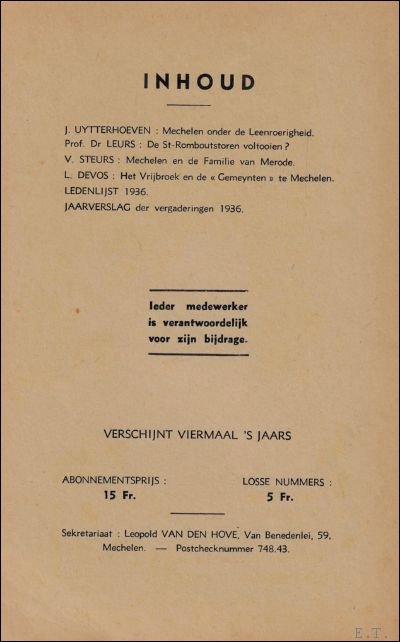 INHOUD
J. UYTTERHOEVEN : Mechelen onder de Leenroerigheid.
Prof. Dr LEURS : De St-Romboutstoren voltooien ?
V. STEURS : Mechelen en de Familie van Merode.
L. DEVOS : Het Vrijbroek en de « Gemeynten » te Mechelen.
LEDENLIJST 1936.
JAARVERSLAG der vergaderingen 1936.
Ieder medewerker
is verantwoordelijk
voor zijn bijdrage.
VERSCHIJNT VIERMAAL 'S JAARS
ABONNEMENTSPRIJS : LOSSE NUMMERS :
15 Fr. 5 Fr.
Sekretariaat : Leopold VAN DEN HOVE, Van Benedenlei, 59,
Mechelen. — Postchecknummer 748.43.
E.T.